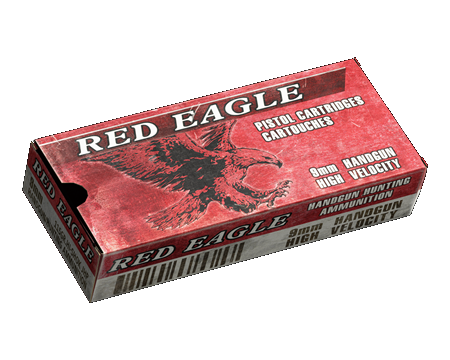 RED EAGLE
PISTOL CARTRIDGES
CARTOUCHES
9mm HANDGUN
HIGH VELOCITY
RED EAGLE
HANDGUN HUNTING
AMMUNITION
9mm HANDGUN
HIGH VELOCITY